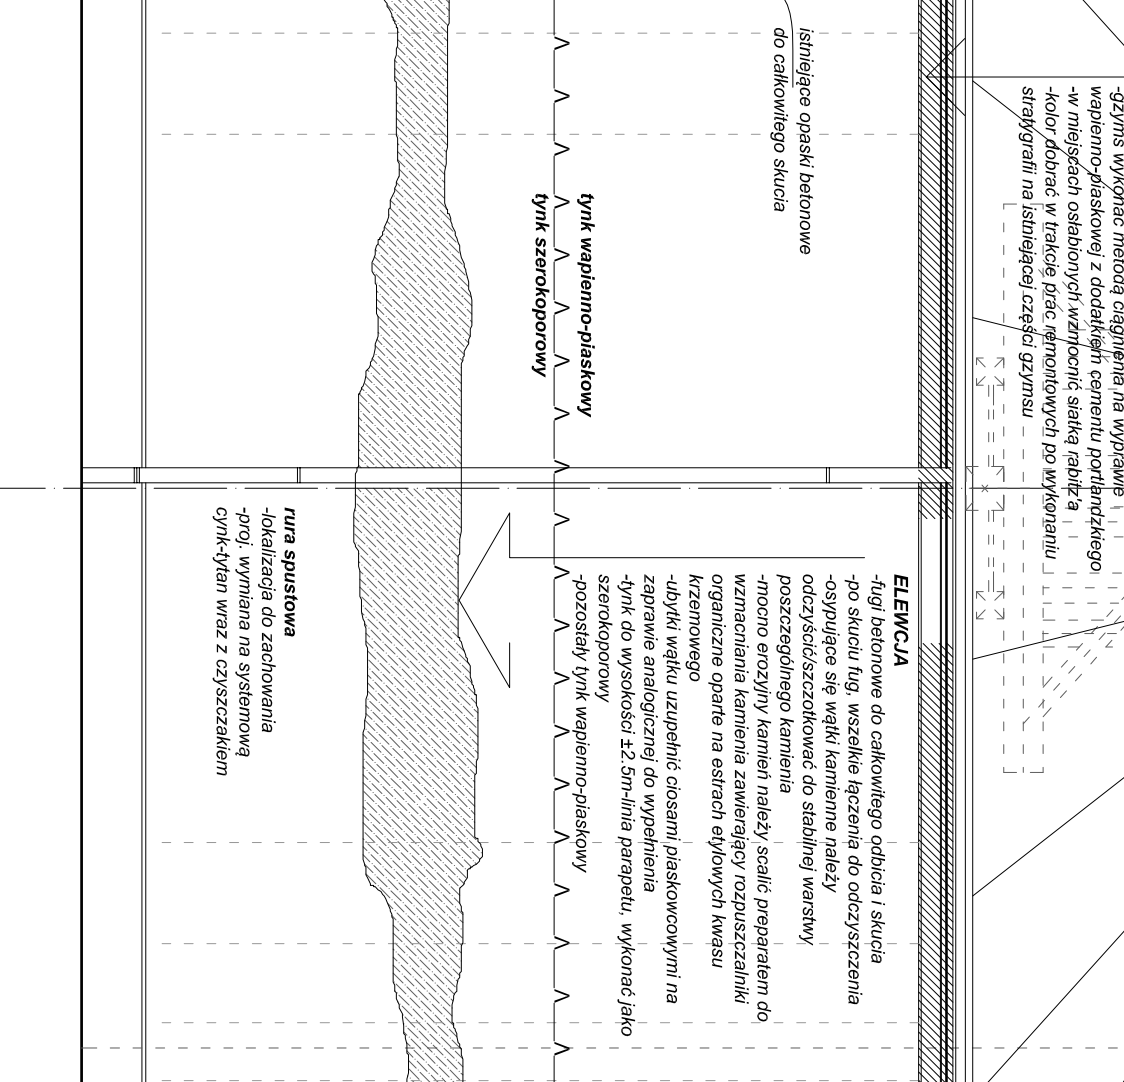 -gzyms wykonać metodą ciągnienia na wyprawie
wapienno-piaskowej z dodatkiem cementu portlandzkiego
-w miejscach osłabionych wzmocnić siatką rabitz'a
-kolor dobrać w trakcie prac remontowych po wykonaniu
stratygrafii na istniejącej części gzymsu
istniejące opaski betonowe
do całkowitego skucia
tynk wapienno-piaskowy
tynk szerokoporowy
ELEWCJA
-fugi betonowe do całkowitego odbicia i skucia
-po skuciu fug, wszelkie łączenia do odczyszczenia
-osypujące się wątki kamienne należy
odczyścić/szczotkować do stabilnej warstwy
poszczególnego kamienia
-mocno erozyjny kamień należy scalić preparatem do
wzmacniania kamienia zawierający rozpuszczalniki
organiczne oparte na estrach etylowych kwasu
krzemowego
-ubytki wątku uzupełnić ciosami piaskowcowymi na
zaprawie analogicznej do wypełnienia
-tynk do wysokości ±2.5m-linia parapetu, wykonać jako
szerokoporowy
-pozostały tynk wapienno-piaskowy
rura spustowa
-lokalizacja do zachowania
-proj. wymiana na systemową
cynk-tytan wraz z czyszczakiem